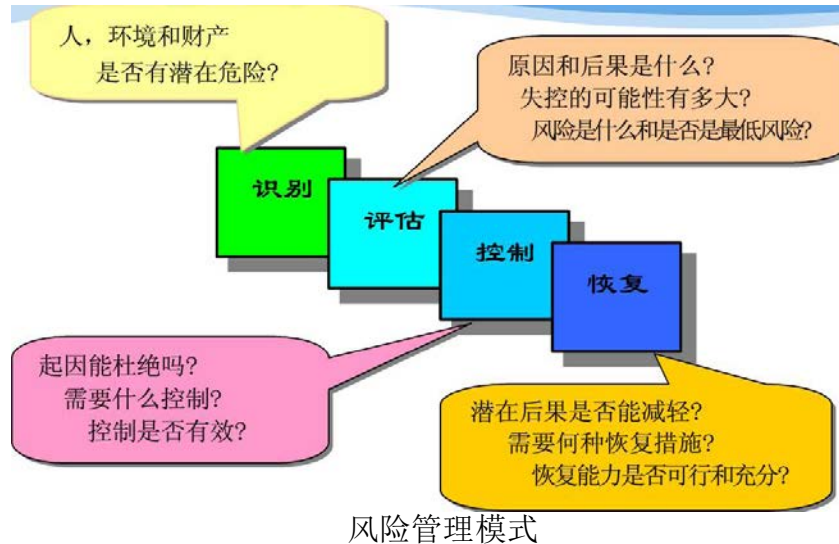 人，环境和财产
是否有潜在危险?
原因和后果是什么?
失控的可能性有多大?
风险是什么和是否是最低风险?
识别
评估
控制
恢复
起因能杜绝吗?
需要什么控制?
控制是否有效?
潜在后果是否能减轻?
需要何种恢复措施?
恢复能力是否可行和充分?
风险管理模式